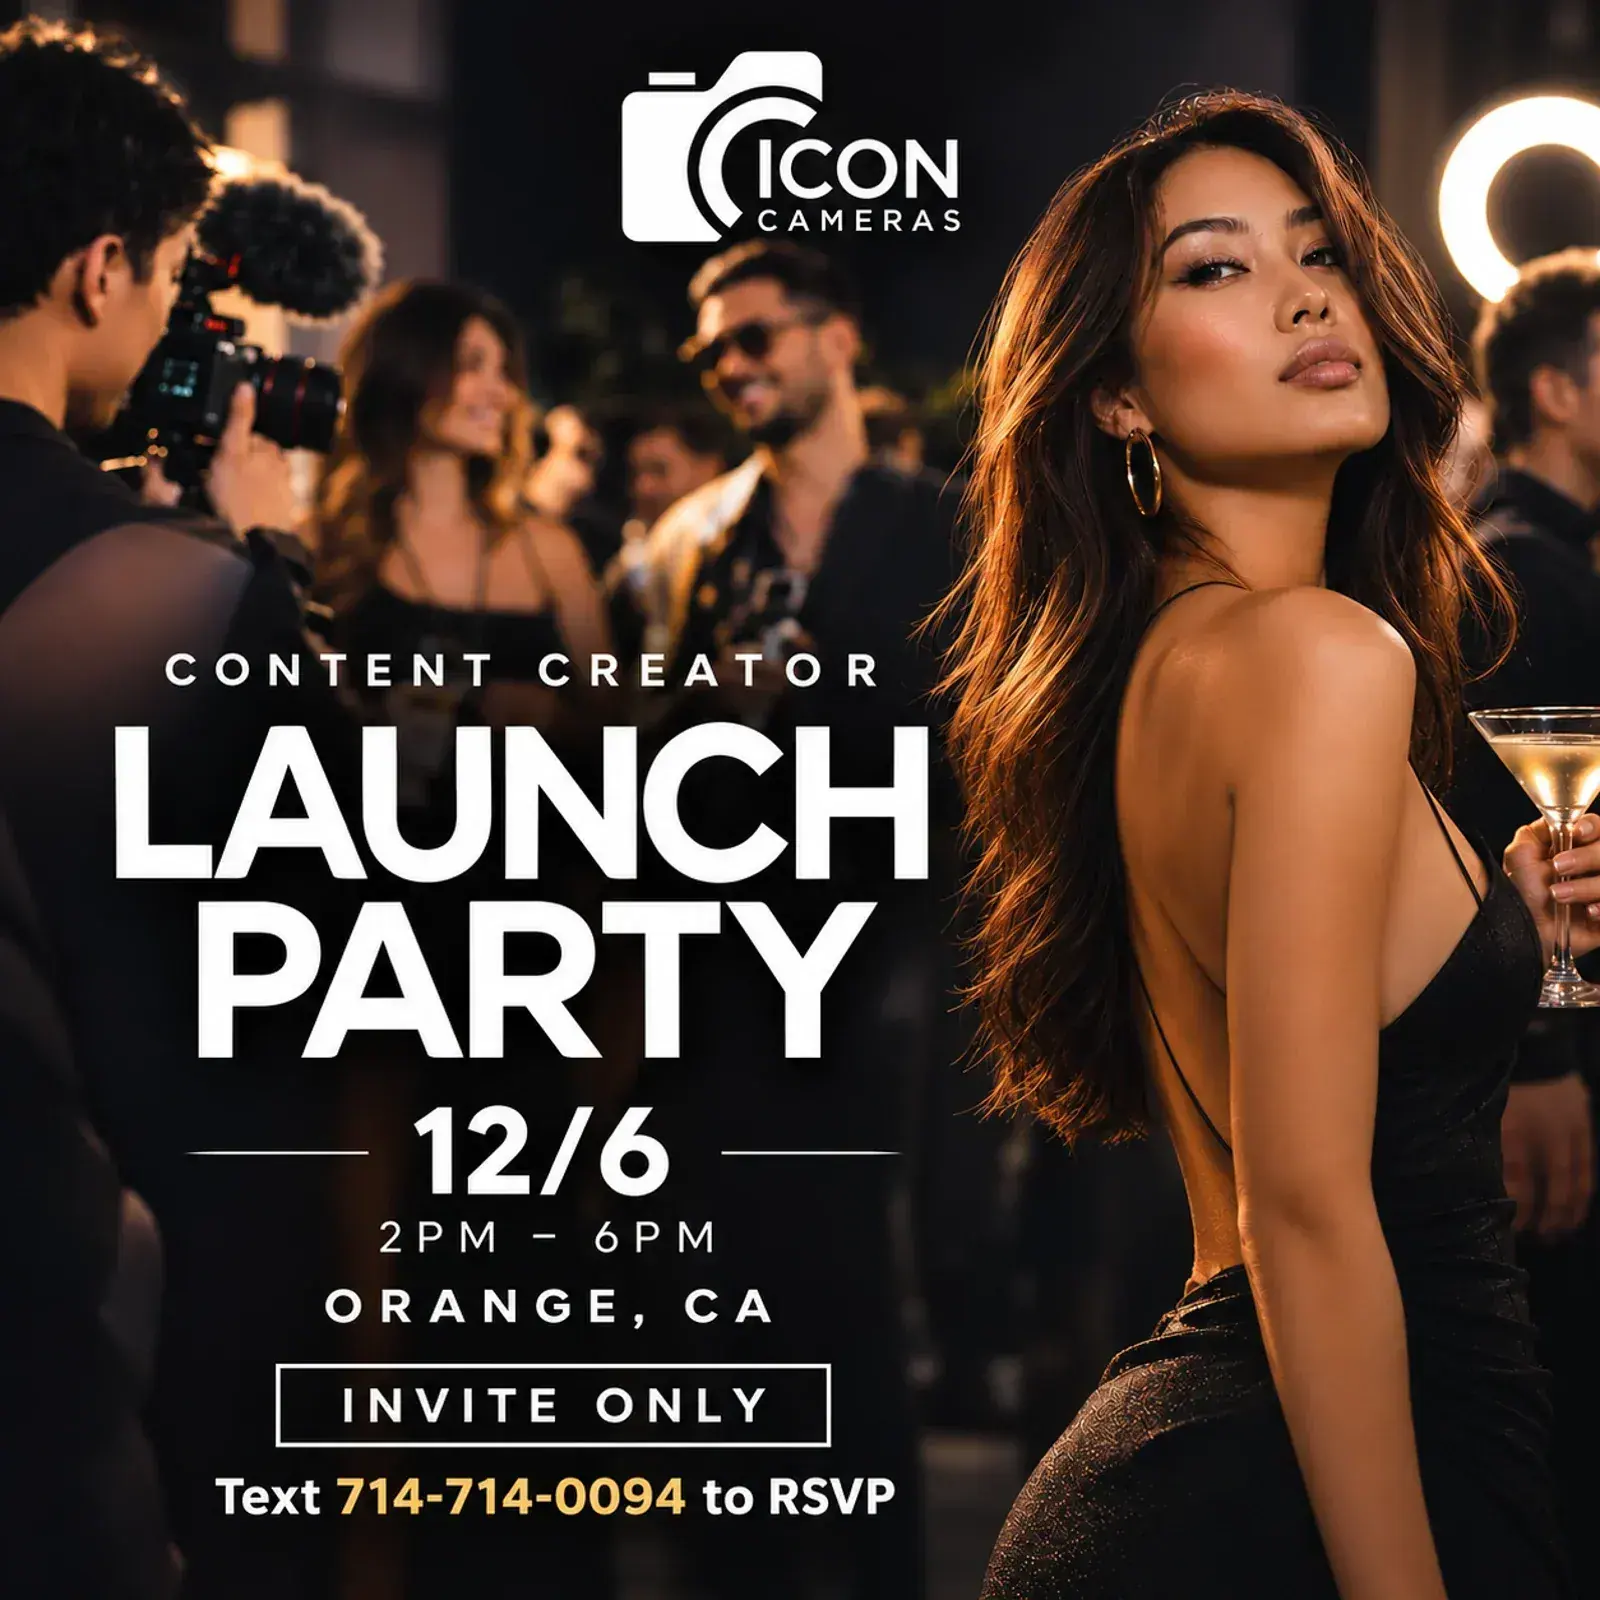 ICON
CAMERAS
CONTENT CREATOR
LAUNCH
PARTY
12/6
2PM – 6PM
ORANGE, CA
INVITE ONLY
Text 714-714-0094 to RSVP